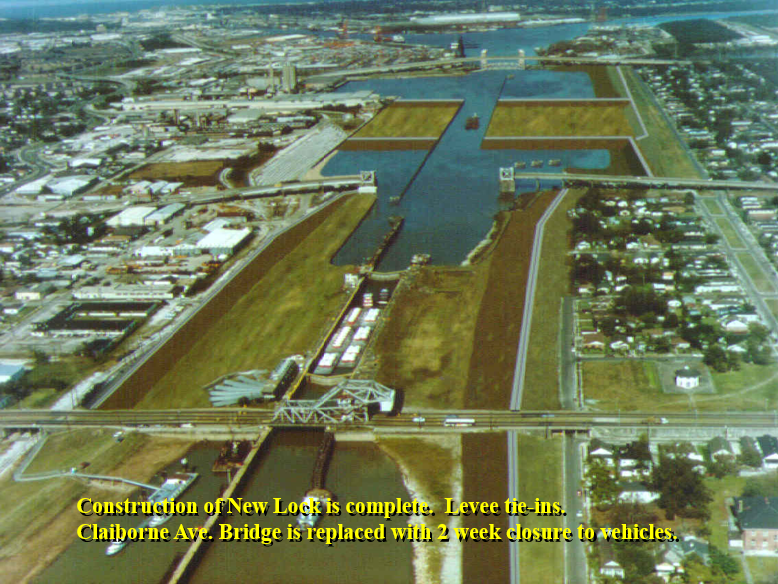 Construction of New Lock is complete.  Levee tie-ins.
Claiborne Ave. Bridge is replaced with 2 week closure to vehicles.